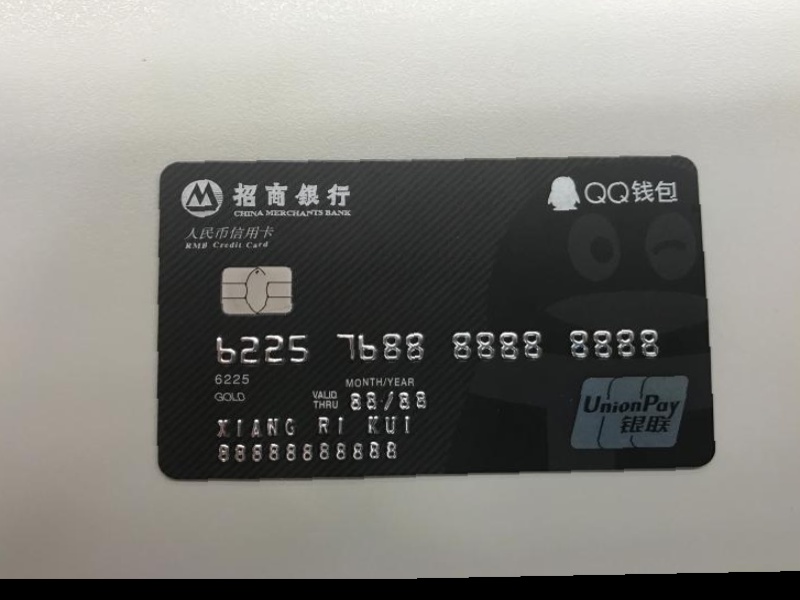 招商银行
CHINA MERCHANTS BANK
QQ钱包
人民币信用卡
RMB Credit Card
6225 7688 8888 8888
6225
MONTH/YEAR
GOLD
VALID THRU 88/88
XIANG RI KUI
88888888888
UnionPay
银联